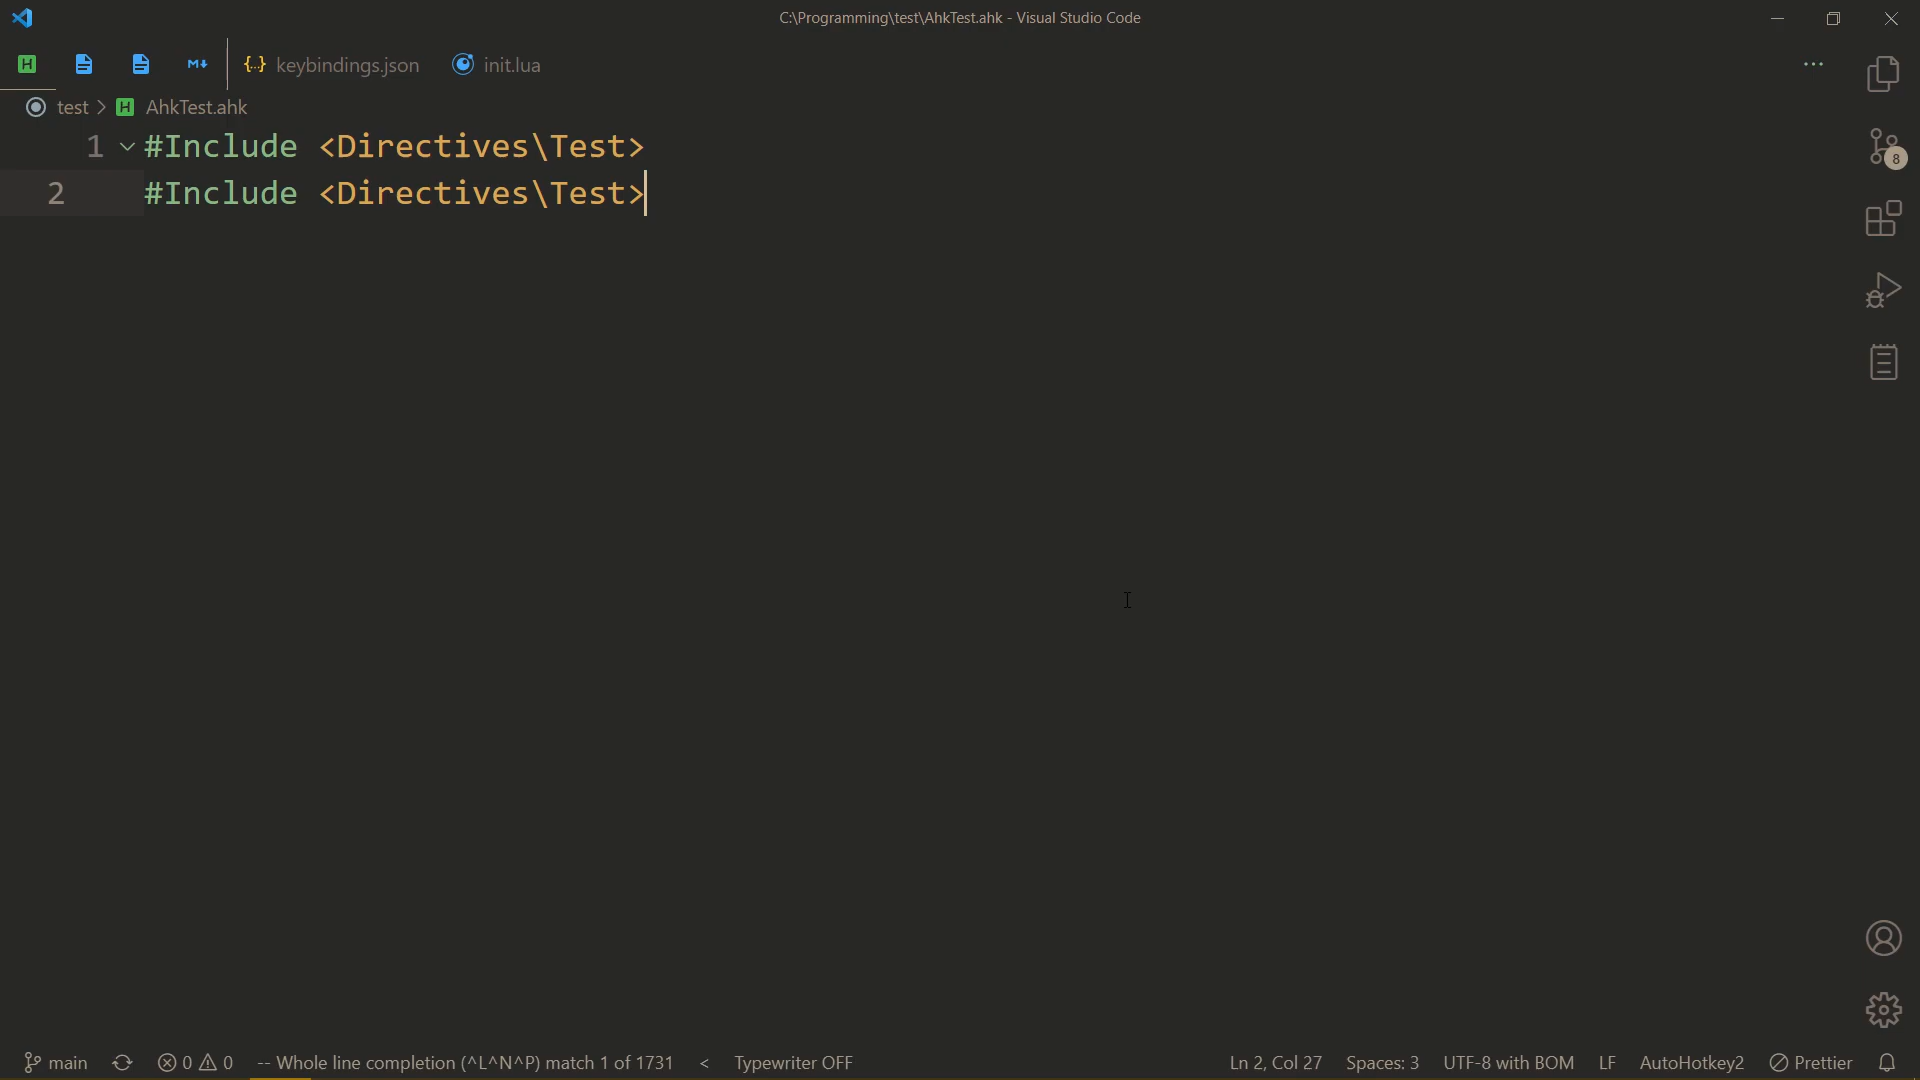 C:\Programming\test\AhkTest.ahk - Visual Studio Code
H M {..} keybindings.json init.lua ...
test > H AhkTest.ahk
1 #Include <Directives\Test>
2 #Include <Directives\Test>
8
main 0 0 -- Whole line completion (^L^N^P) match 1 of 1731 < Typewriter OFF Ln 2, Col 27 Spaces: 3 UTF-8 with BOM LF AutoHotkey2 Prettier